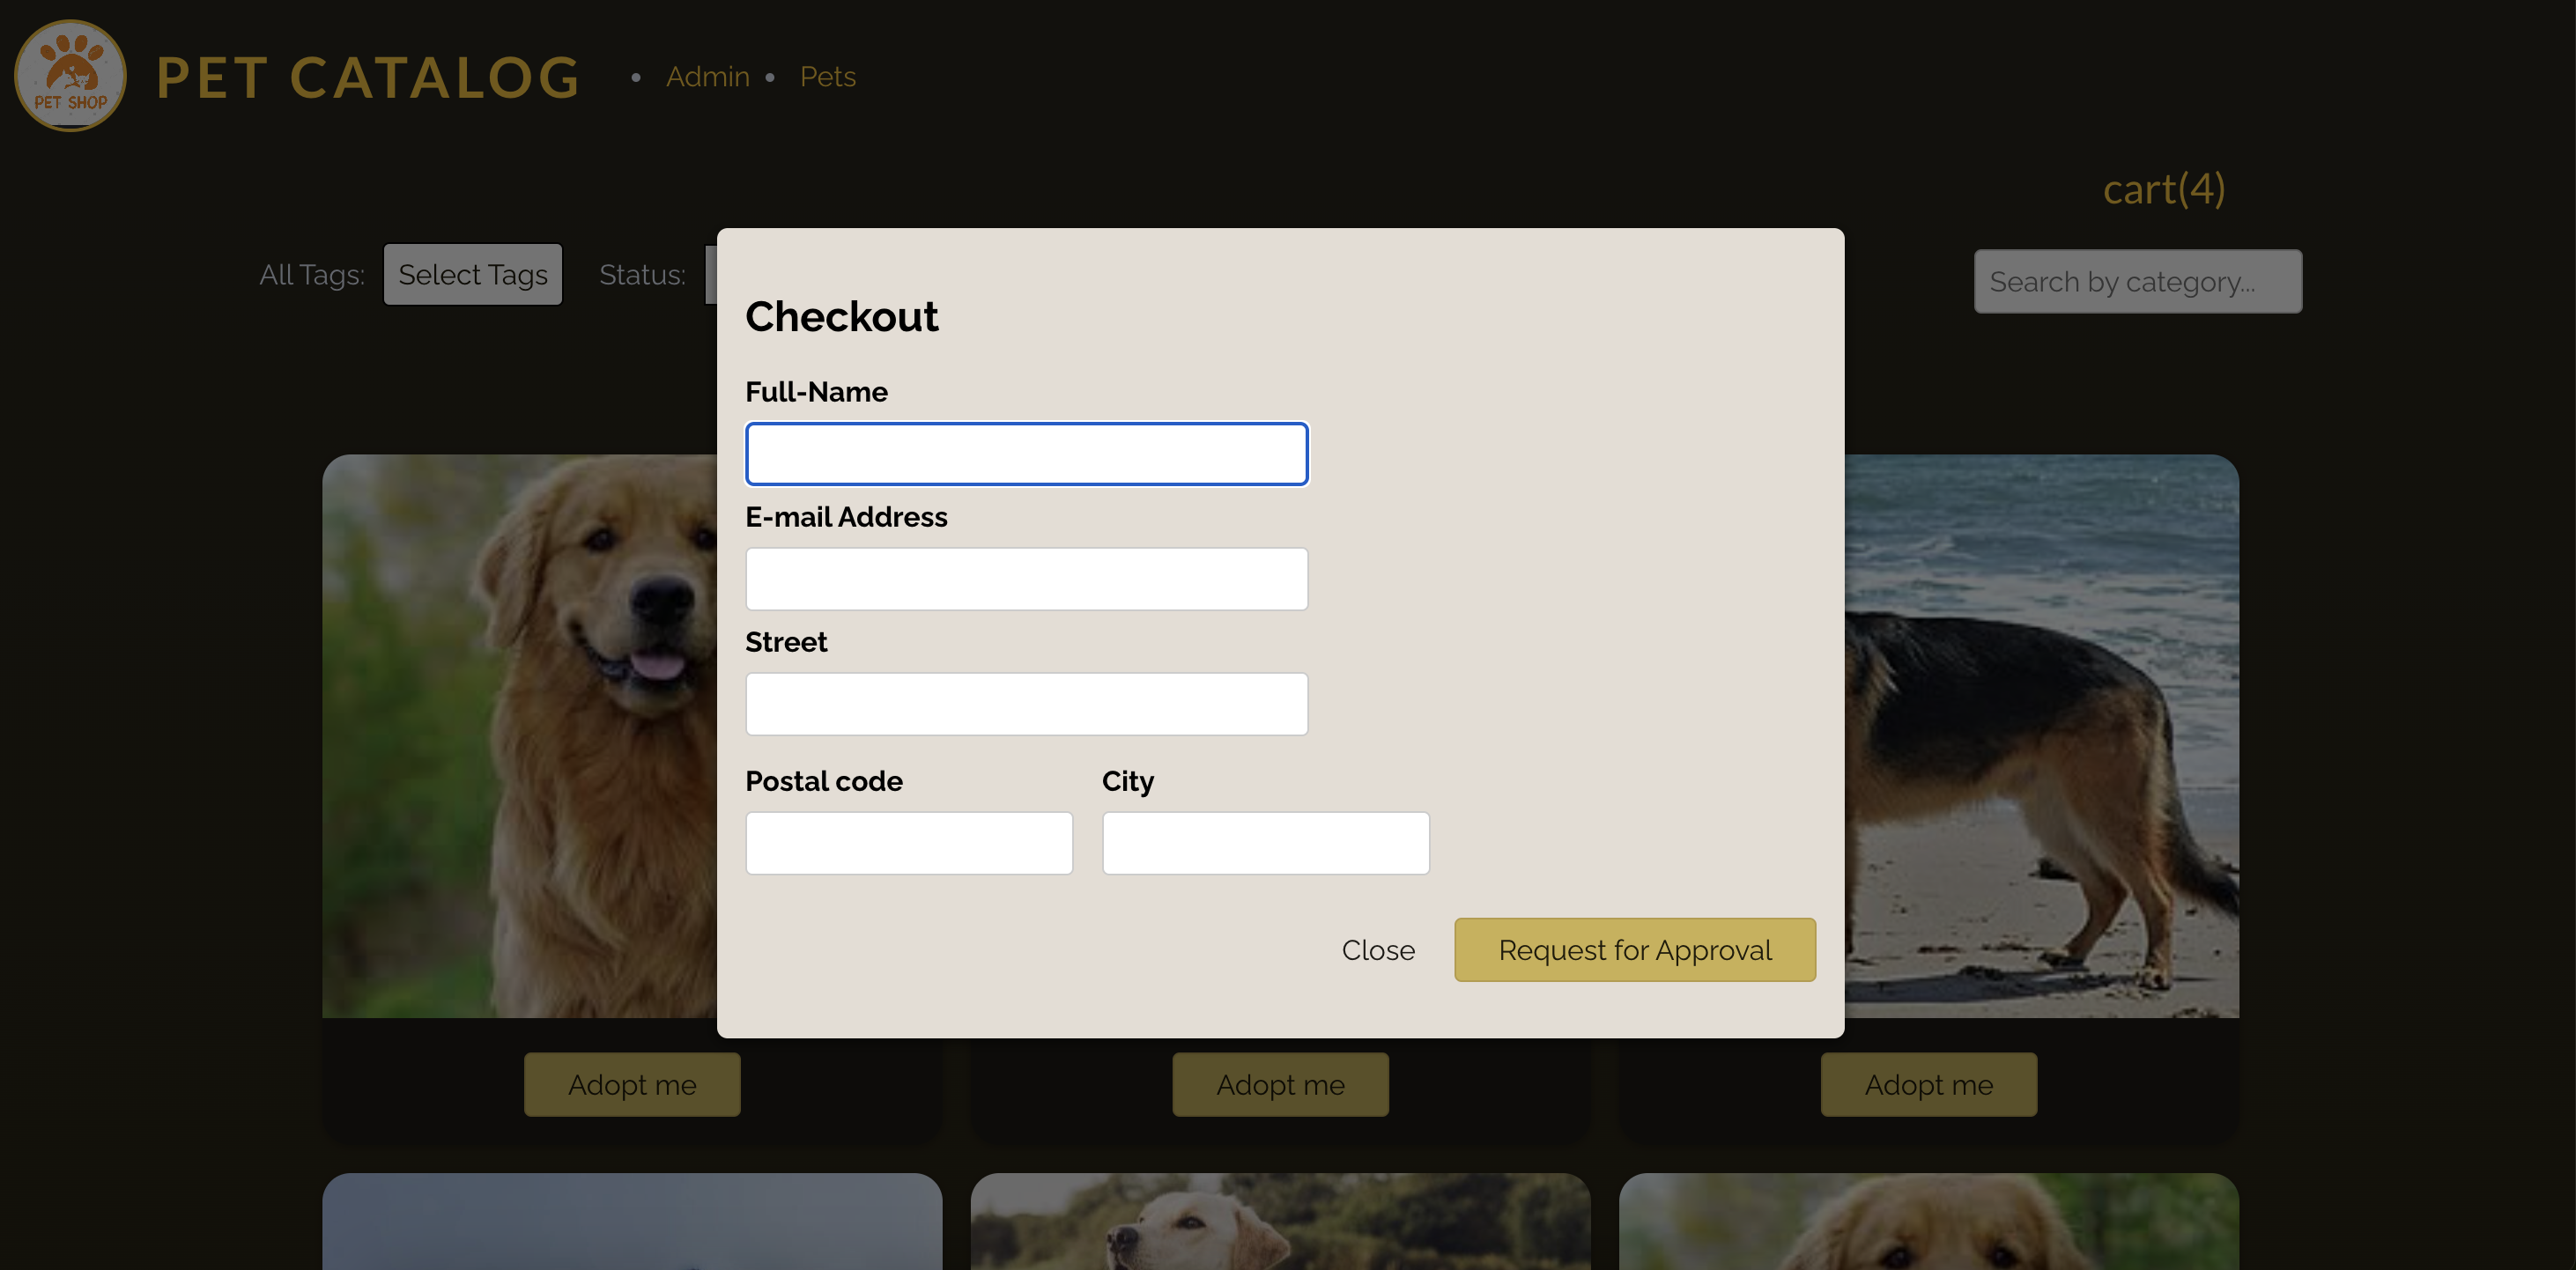 PET SHOP
PET CATALOG
• Admin • Pets
cart(4)
All Tags: Select Tags Status:
Search by category...
Checkout
Full-Name
E-mail Address
Street
Postal code City
Close Request for Approval
Adopt me Adopt me Adopt me